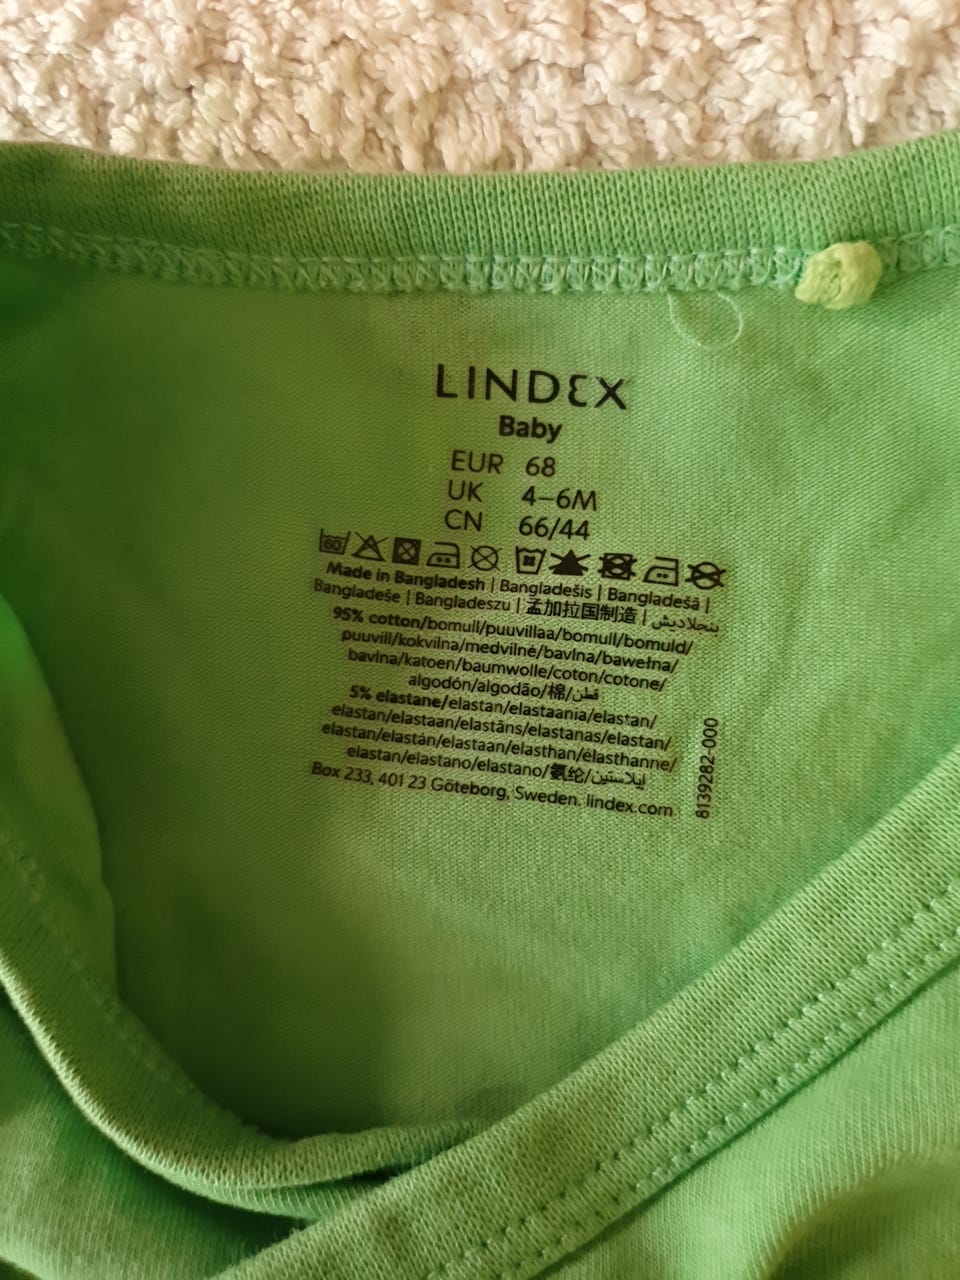 LINDEX
Baby
EUR 68
UK 4–6M
CN 66/44
60
Made in Bangladesh | Bangladešis | Bangladešā |
Bangladeše | Bangladeszu | 孟加拉国制造 | بنجلاديش
95% cotton/bomull/puuvillaa/bomull/bomuld/
puuvill/kokvilna/medvilnė/bavlna/bawełna/
bavlna/katoen/baumwolle/coton/cotone/
algodón/algodão/棉/قطن
5% elastane/elastan/elastaania/elastan/
elastan/elastaan/elastāns/elastanas/elastan/
elastan/elastán/elastaan/elasthan/élasthanne/
elastan/elastano/elastano/氨纶/إيلاستين
Box 233, 401 23 Göteborg, Sweden. lindex.com
8139282-000